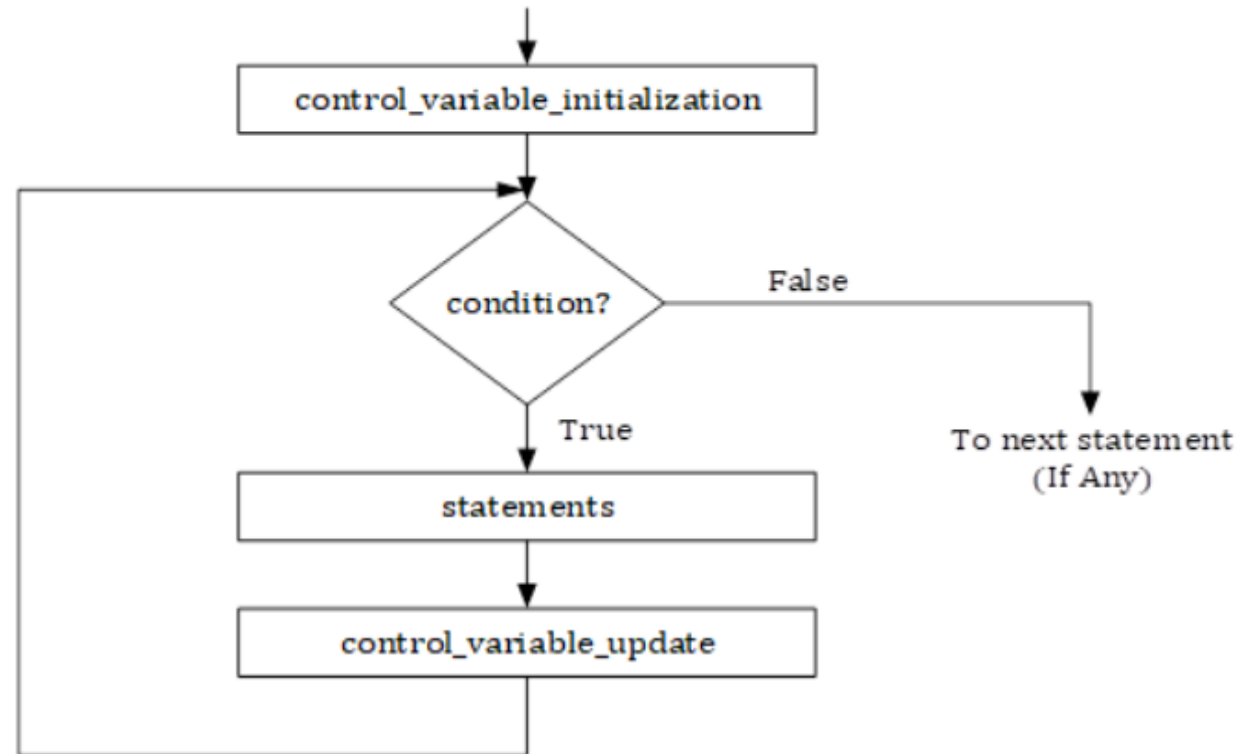 control_variable_initialization
condition?
False
True
To next statement
(If Any)
statements
control_variable_update